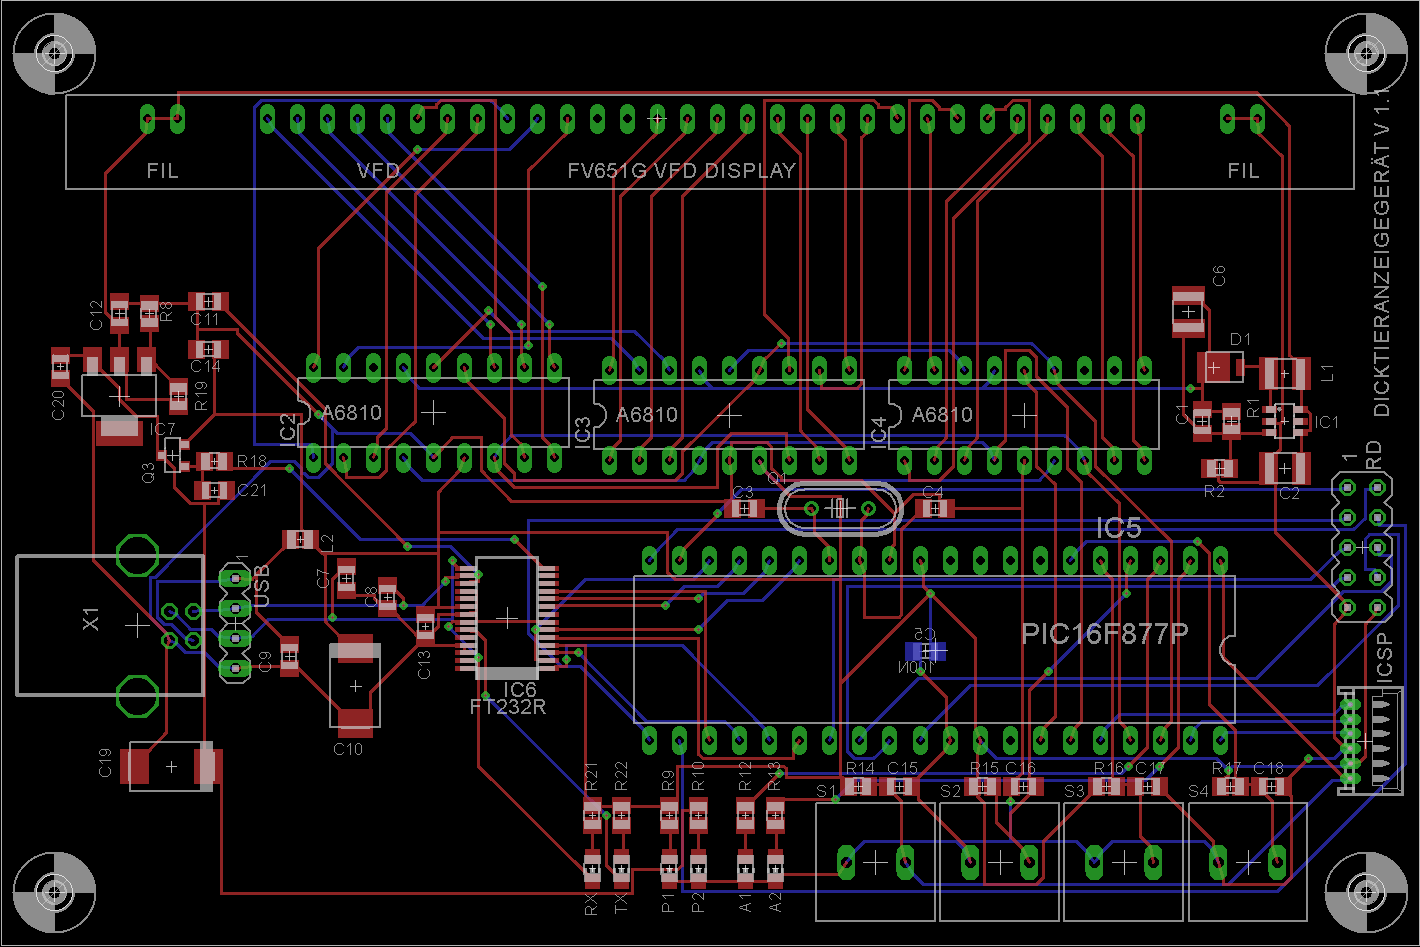 FIL
VFD
FV651G VFD DISPLAY
FIL
DICKTIERANZEIGEGERÄT V 1.1
C12
R8
C11
C14
C20
R19
IC7
Q3
R18
C21
IC2
A6810
IC3
A6810
IC4
A6810
C6
D1
L1
C1
R1
IC1
R2
C2
1
RD
Q1
C3
C4
IC5
PIC16F877P
C5
100N
X1
1
USB
L2
C7
C8
C9
C13
C10
C19
IC6
FT232R
ICSP
R21
R22
R9
R10
R12
R13
RX
TX
P1
P2
A1
A2
S1
R14
C15
S2
R15
C16
S3
R16
C17
S4
R17
C18